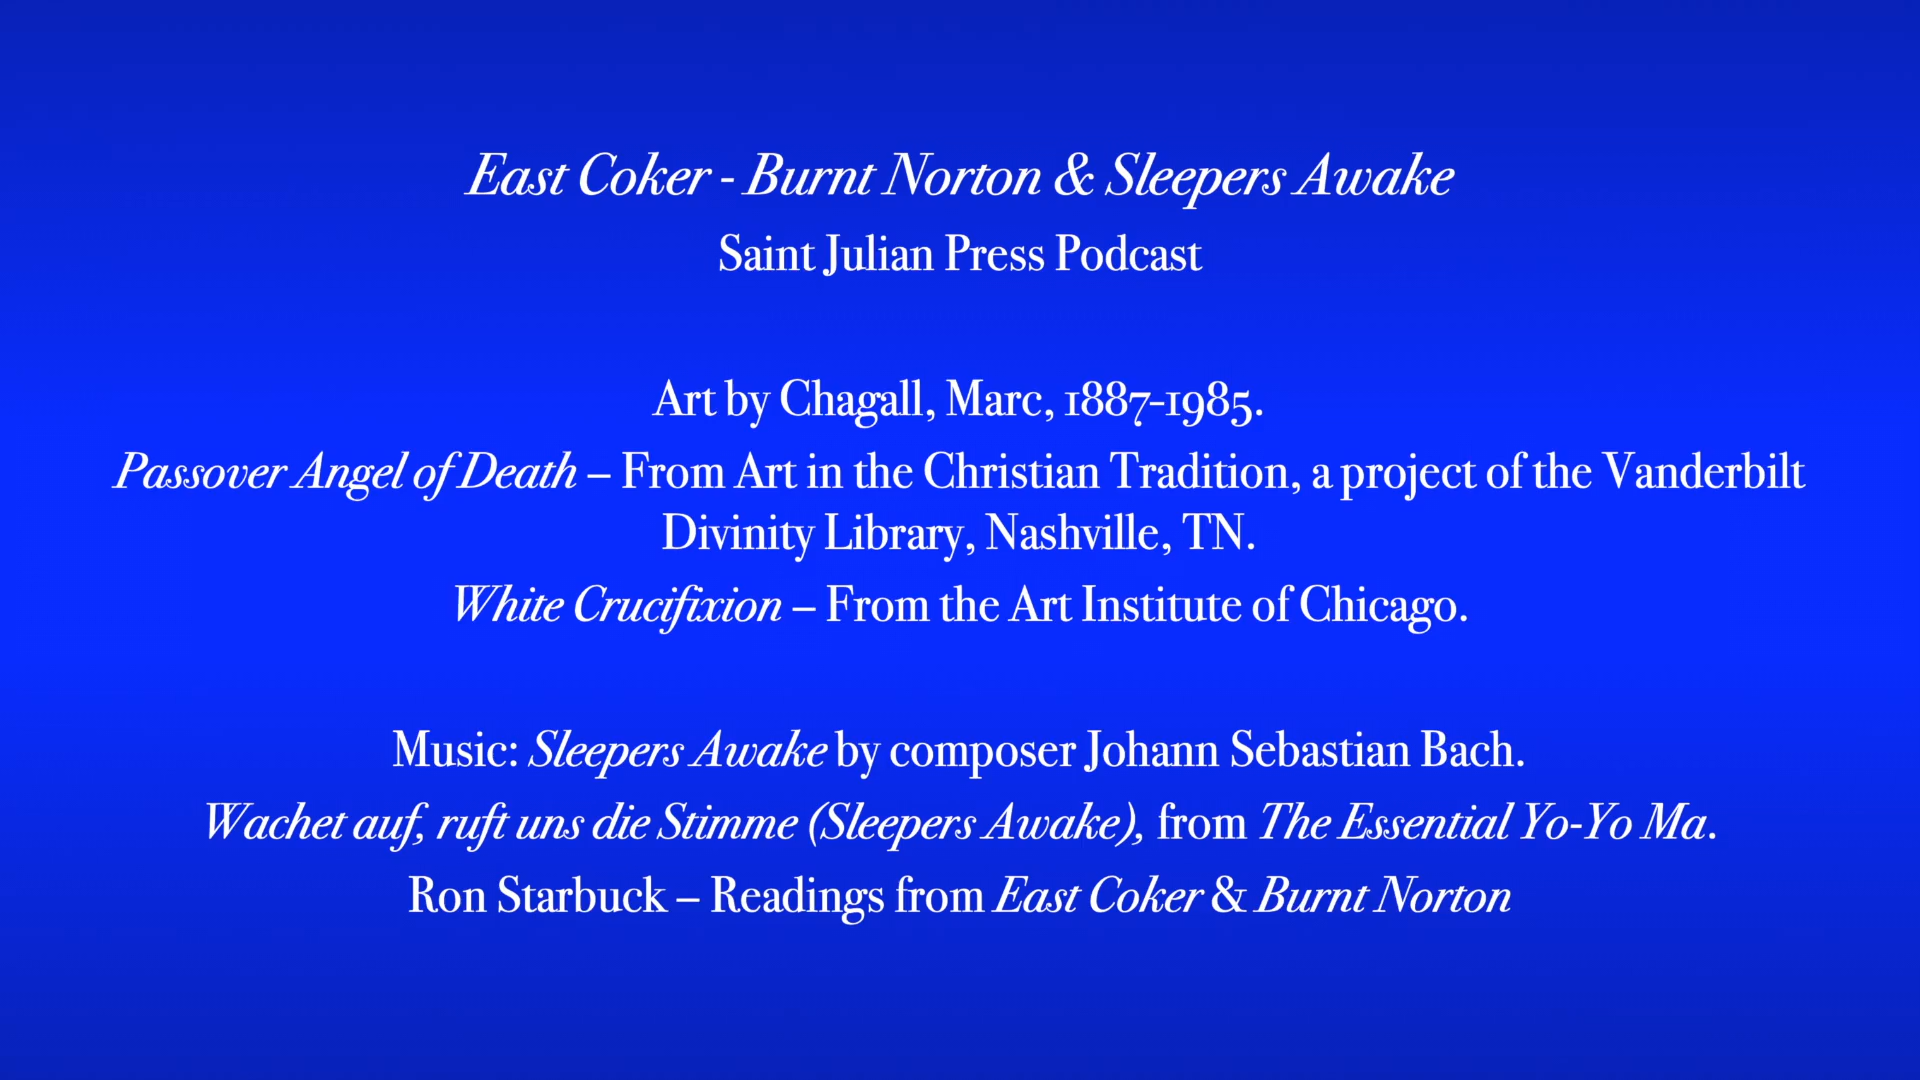 East Coker - Burnt Norton & Sleepers Awake
Saint Julian Press Podcast
Art by Chagall, Marc, 1887-1985.
Passover Angel of Death – From Art in the Christian Tradition, a project of the Vanderbilt
Divinity Library, Nashville, TN.
White Crucifixion – From the Art Institute of Chicago.
Music: Sleepers Awake by composer Johann Sebastian Bach.
Wachet auf, ruft uns die Stimme (Sleepers Awake), from The Essential Yo-Yo Ma.
Ron Starbuck – Readings from East Coker & Burnt Norton